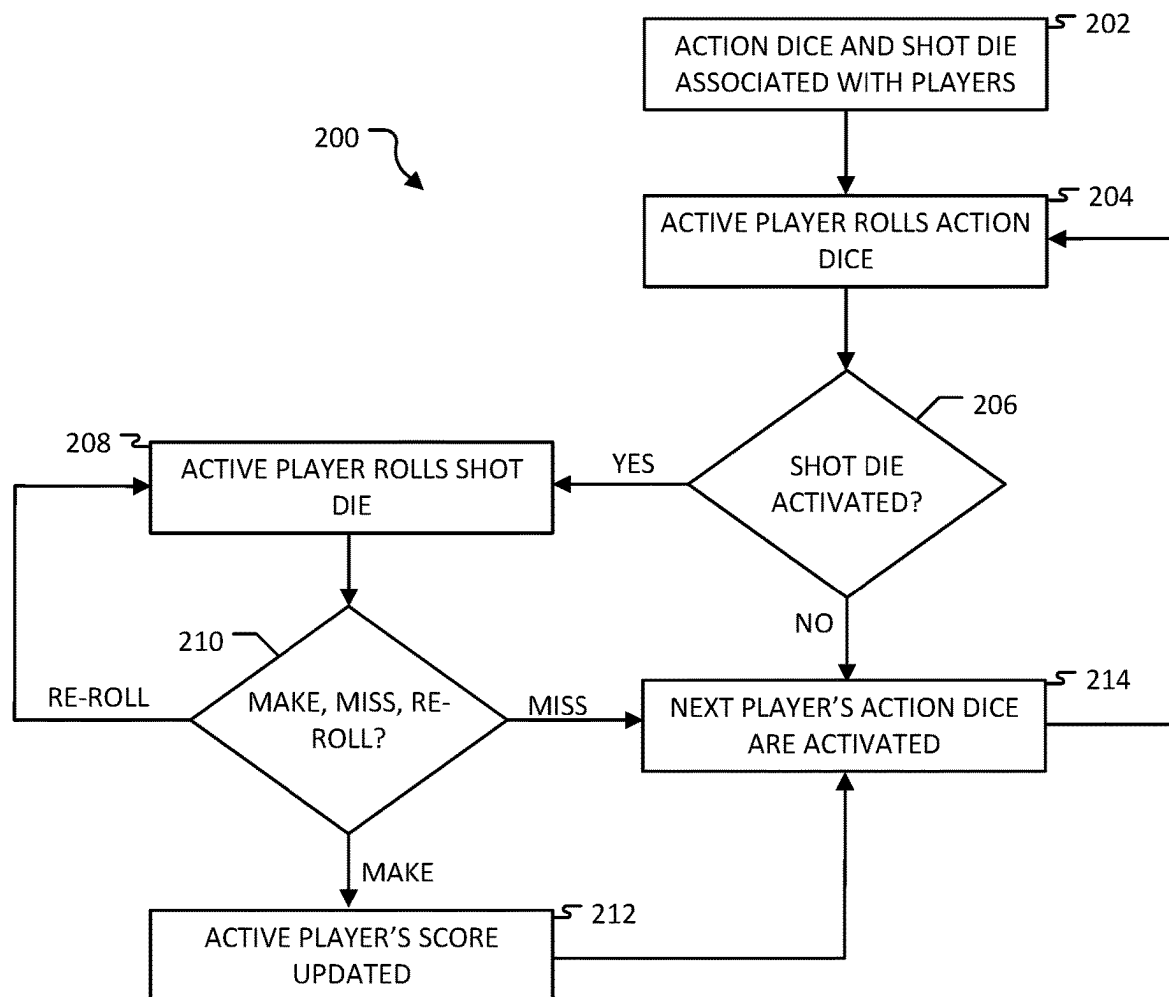 202
ACTION DICE AND SHOT DIE
ASSOCIATED WITH PLAYERS
200
204
ACTIVE PLAYER ROLLS ACTION
DICE
206
SHOT DIE
ACTIVATED?
YES
NO
208
ACTIVE PLAYER ROLLS SHOT
DIE
210
MAKE, MISS, RE-
ROLL?
RE-ROLL
MISS
MAKE
214
NEXT PLAYER’S ACTION DICE
ARE ACTIVATED
212
ACTIVE PLAYER’S SCORE
UPDATED